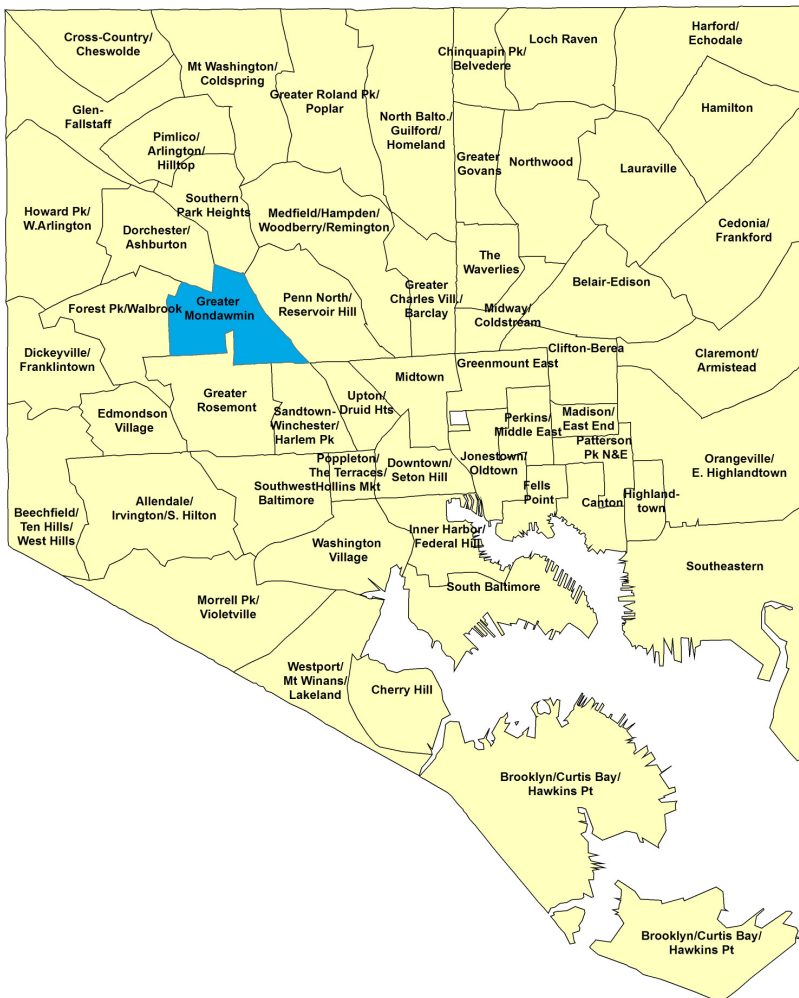 Cross-Country/
Cheswolde
Mt Washington/
Coldspring
Greater Roland Pk/
Poplar
North Balto./
Guilford/
Homeland
Chinquapin Pk/
Belvedere
Loch Raven
Harford/
Echodale
Glen-
Fallstaff
Pimlico/
Arlington/
Hilltop
Greater
Govans
Northwood
Lauraville
Hamilton
Howard Pk/
W.Arlington
Dorchester/
Ashburton
Southern
Park Heights
Medfield/Hampden/
Woodberry/Remington
The
Waverlies
Cedonia/
Frankford
Belair-Edison
Forest Pk/Walbrook
Greater
Mondawmin
Penn North/
Reservoir Hill
Greater
Charles Vill./
Barclay
Midway/
Coldstream
Dickeyville/
Franklintown
Midtown
Greenmount East
Clifton-Berea
Claremont/
Armistead
Edmondson
Village
Greater
Rosemont
Sandtown-
Winchester/
Harlem Pk
Upton/
Druid Hts
Perkins/
Middle East
Madison/
East End
Patterson
Pk N&E
Poppleton/
The Terraces/
Hollins Mkt
Southwest
Baltimore
Downtown/
Seton Hill
Jonestown/
Oldtown
Fells
Point
Canton
Highland-
town
Orangeville/
E. Highlandtown
Beechfield/
Ten Hills/
West Hills
Allendale/
Irvington/S. Hilton
Washington
Village
Inner Harbor/
Federal Hill
Southeastern
Morrell Pk/
Violetville
South Baltimore
Westport/
Mt Winans/
Lakeland
Cherry Hill
Brooklyn/Curtis Bay/
Hawkins Pt
Brooklyn/Curtis Bay/
Hawkins Pt